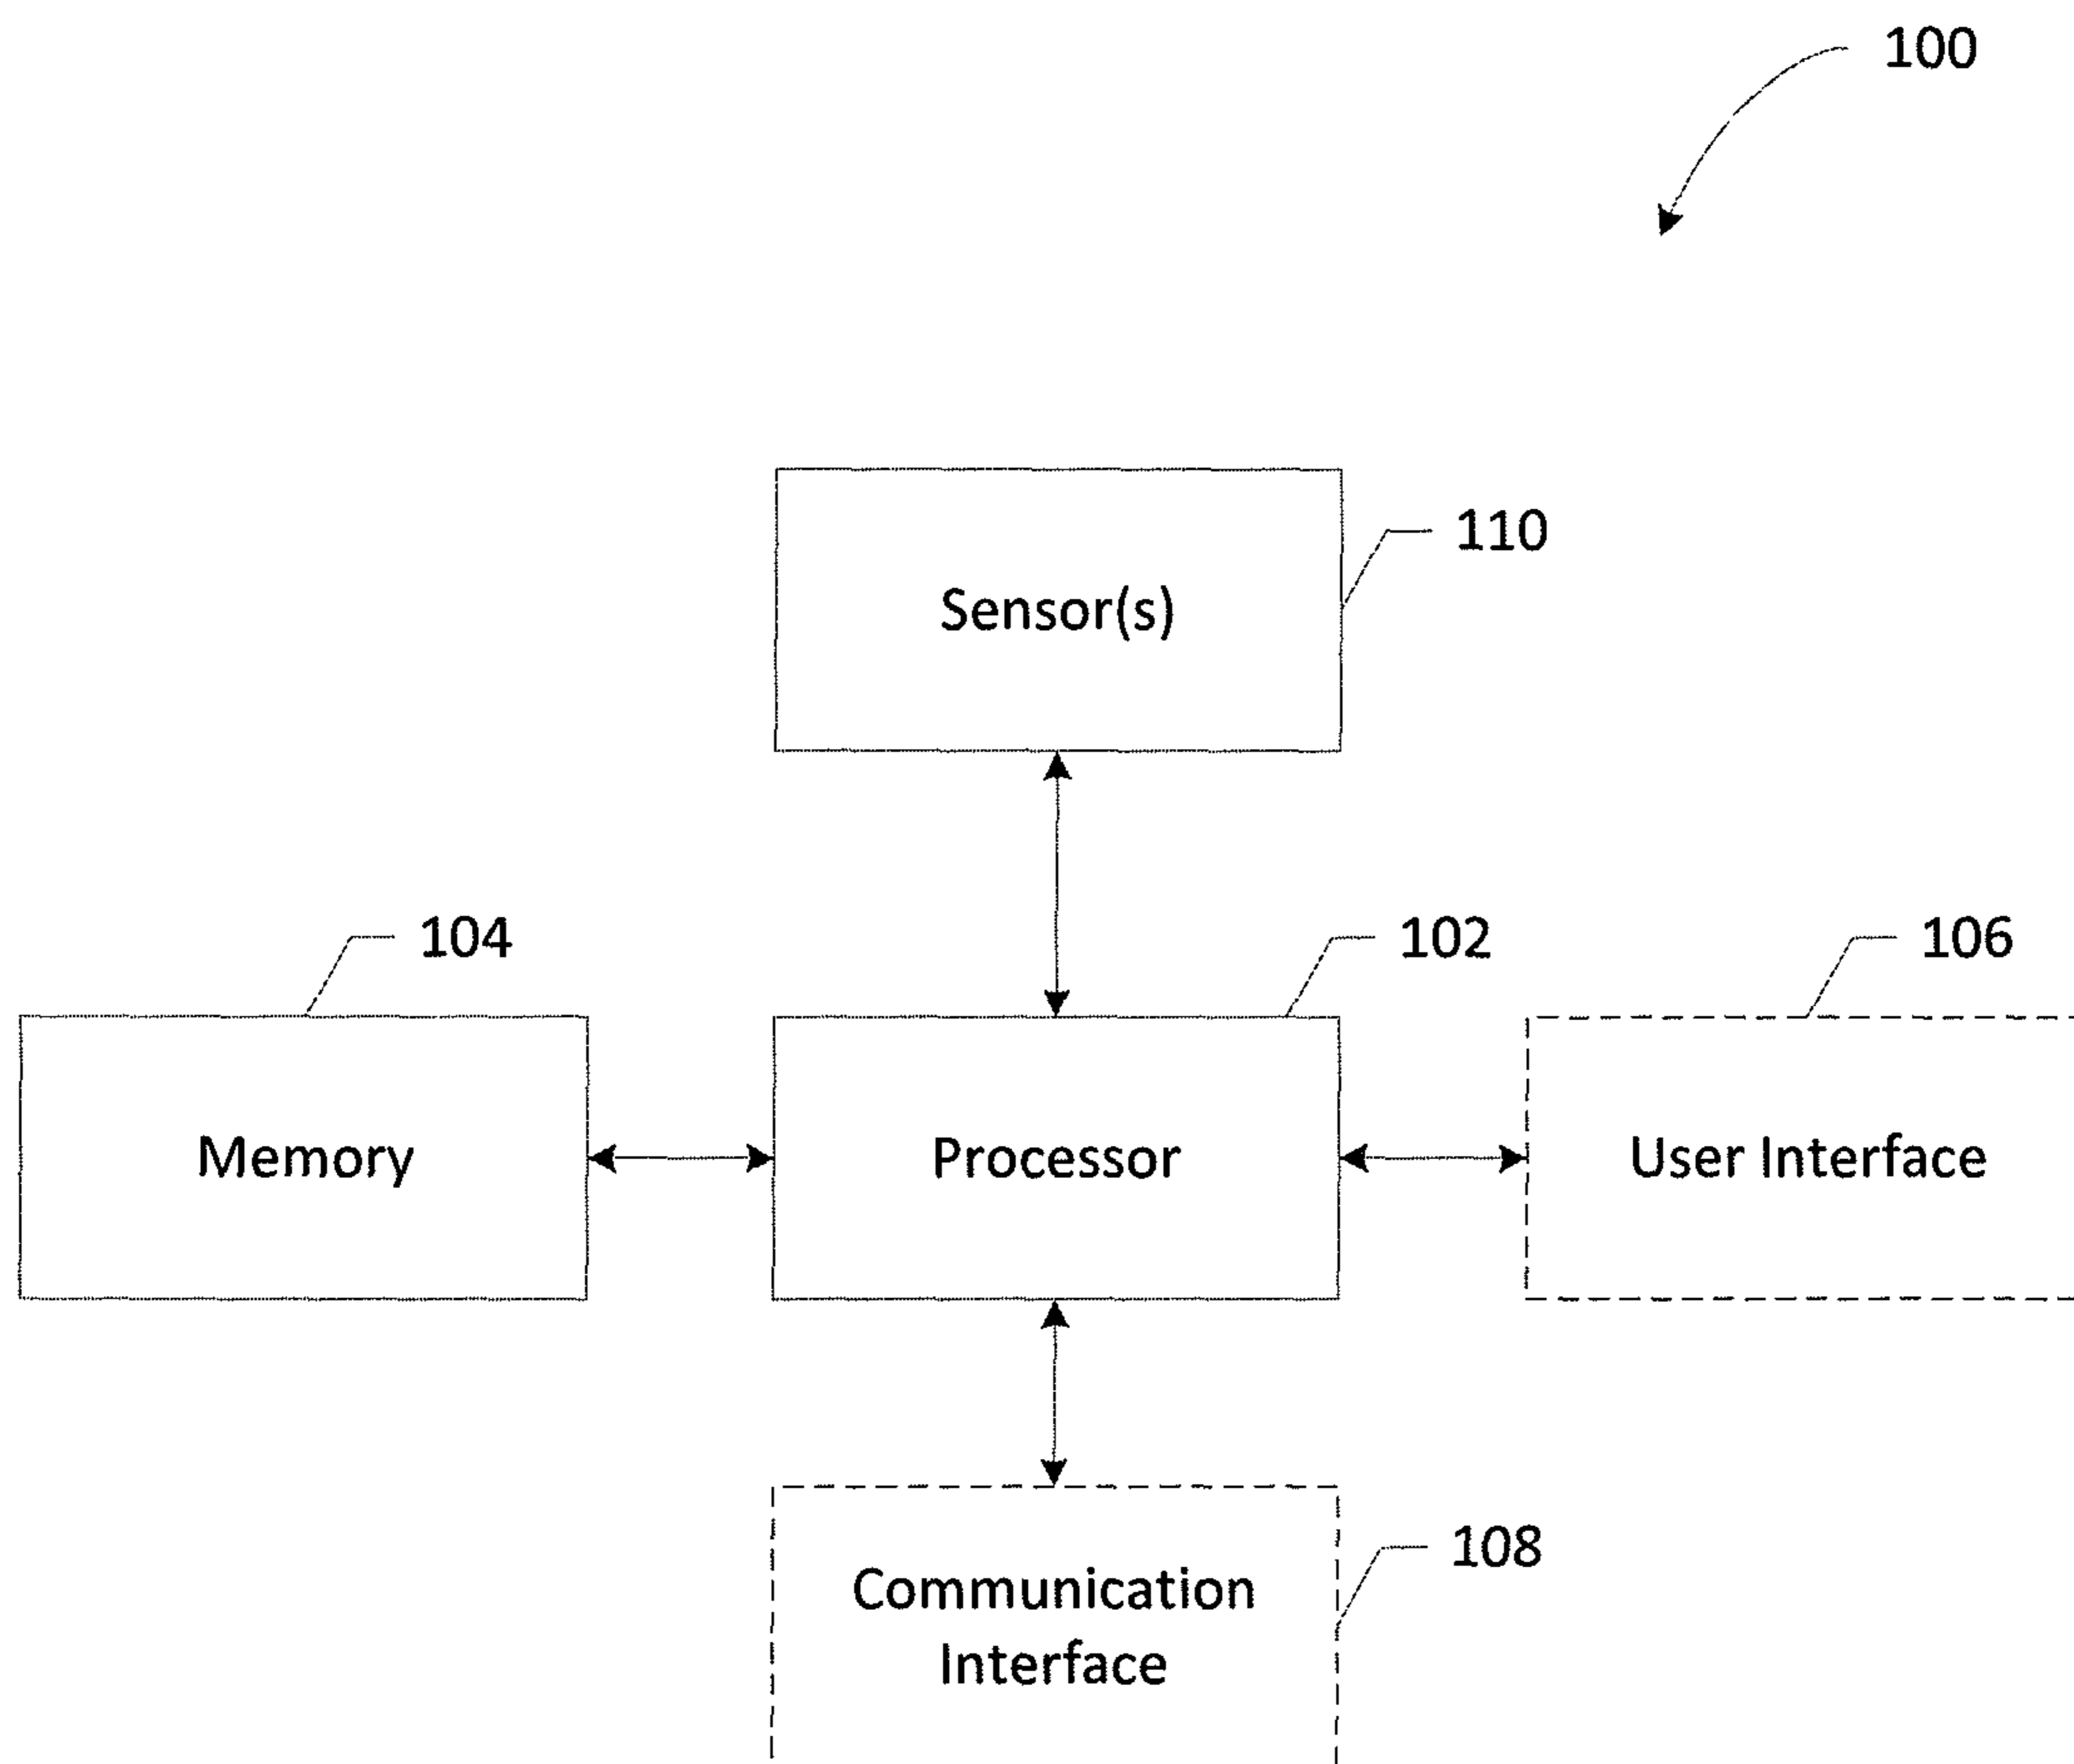 100
110
Sensor(s)
104
102
106
Memory
Processor
User Interface
108
Communication
Interface